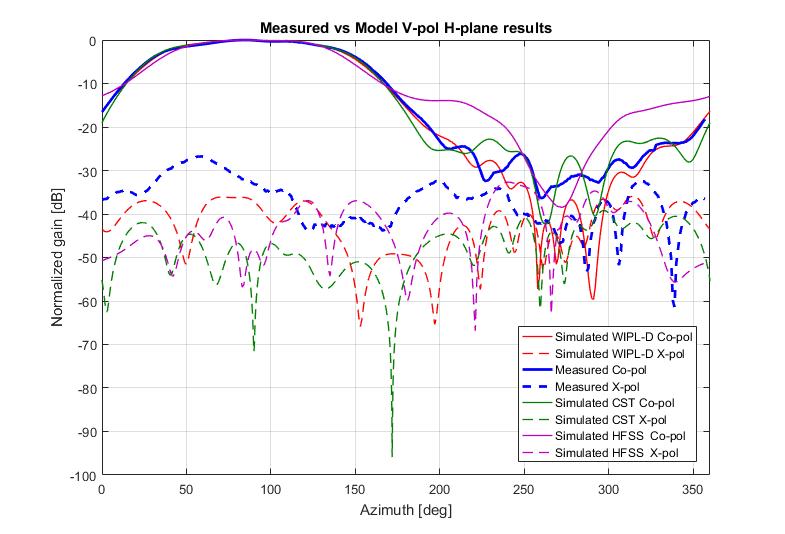 Measured vs Model V-pol H-plane results
0
-10
-20
-30
-40
-50
-60
-70
-80
-90
-100
Normalized gain [dB]
0
50
100
150
200
250
300
350
Azimuth [deg]
Simulated WIPL-D Co-pol
Simulated WIPL-D X-pol
Measured Co-pol
Measured X-pol
Simulated CST Co-pol
Simulated CST X-pol
Simulated HFSS Co-pol
Simulated HFSS X-pol